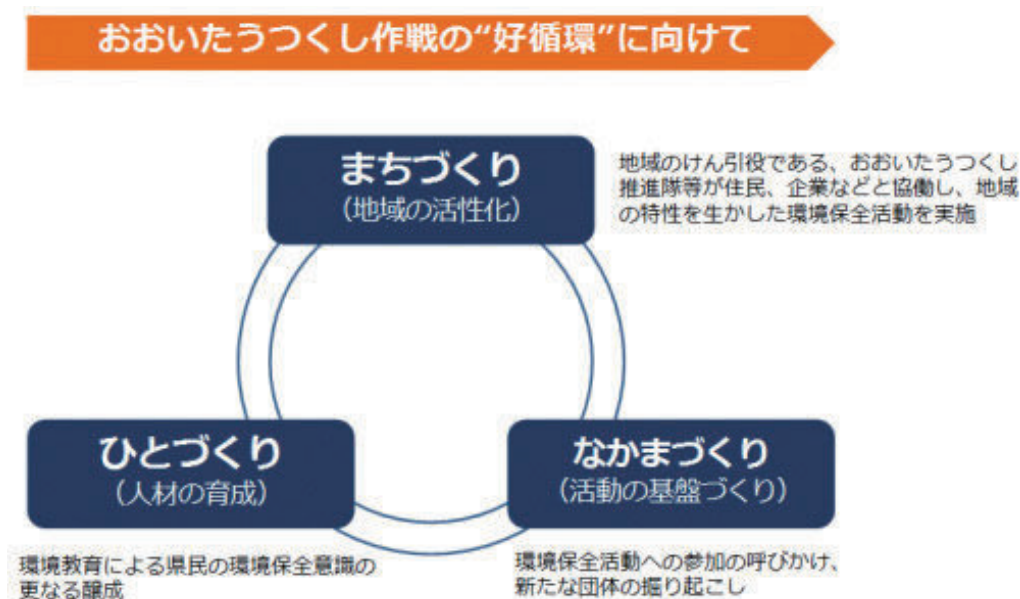 おおいたうつくし作戦の“好循環”に向けて
まちづくり
（地域の活性化）
地域のけん引役である、おおいたうつくし
推進隊等が住民、企業などと協働し、地域
の特性を生かした環境保全活動を実施
ひとづくり
（人材の育成）
環境教育による県民の環境保全意識の
更なる醸成
なかまづくり
（活動の基盤づくり）
環境保全活動への参加の呼びかけ、
新たな団体の掘り起こし